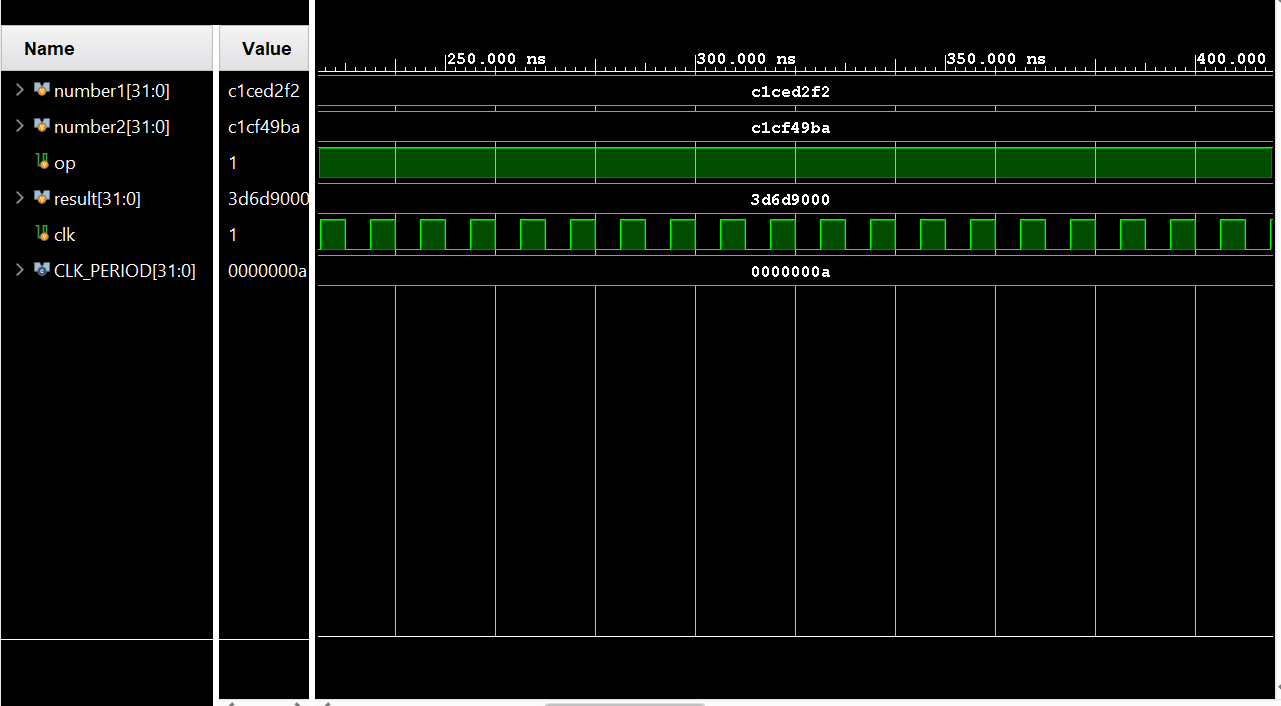 Name Value
250.000 ns 300.000 ns 350.000 ns 400.000
number1[31:0] c1ced2f2 c1ced2f2
number2[31:0] c1cf49ba c1cf49ba
op 1
result[31:0] 3d6d9000 3d6d9000
clk 1
CLK_PERIOD[31:0] 0000000a 0000000a